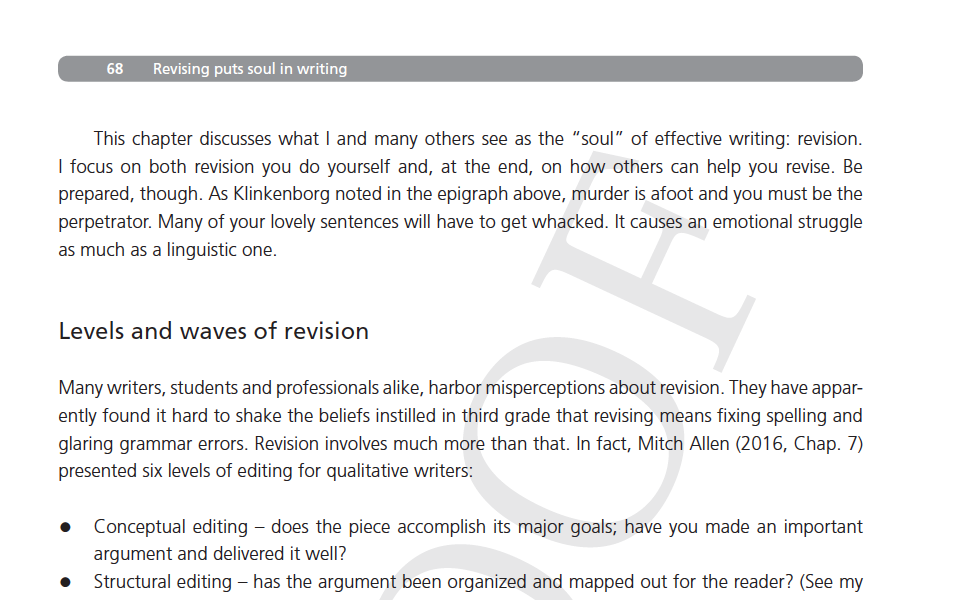 68 Revising puts soul in writing
This chapter discusses what I and many others see as the “soul” of effective writing: revision.
I focus on both revision you do yourself and, at the end, on how others can help you revise. Be
prepared, though. As Klinkenborg noted in the epigraph above, murder is afoot and you must be the
perpetrator. Many of your lovely sentences will have to get whacked. It causes an emotional struggle
as much as a linguistic one.
Levels and waves of revision
Many writers, students and professionals alike, harbor misperceptions about revision. They have appar-
ently found it hard to shake the beliefs instilled in third grade that revising means fixing spelling and
glaring grammar errors. Revision involves much more than that. In fact, Mitch Allen (2016, Chap. 7)
presented six levels of editing for qualitative writers:
● Conceptual editing – does the piece accomplish its major goals; have you made an important
argument and delivered it well?
● Structural editing – has the argument been organized and mapped out for the reader? (See my
OOF